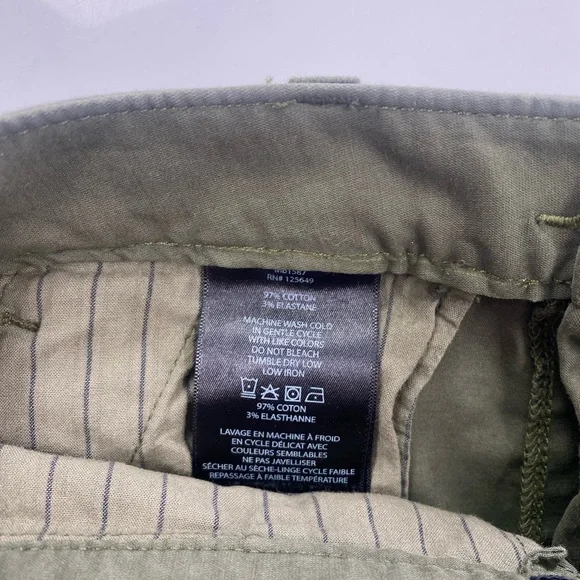 RN# 125649
97% COTTON
3% ELASTANE
MACHINE WASH COLD
IN GENTLE CYCLE
WITH LIKE COLORS
DO NOT BLEACH
TUMBLE DRY LOW
LOW IRON
97% COTON
3% ELASTHANNE
LAVAGE EN MACHINE À FROID
EN CYCLE DÉLICAT AVEC
COULEURS SEMBLABLES
NE PAS JAVELLISER
SÉCHER AU SÈCHE-LINGE CYCLE FAIBLE
REPASSAGE À FAIBLE TEMPÉRATURE